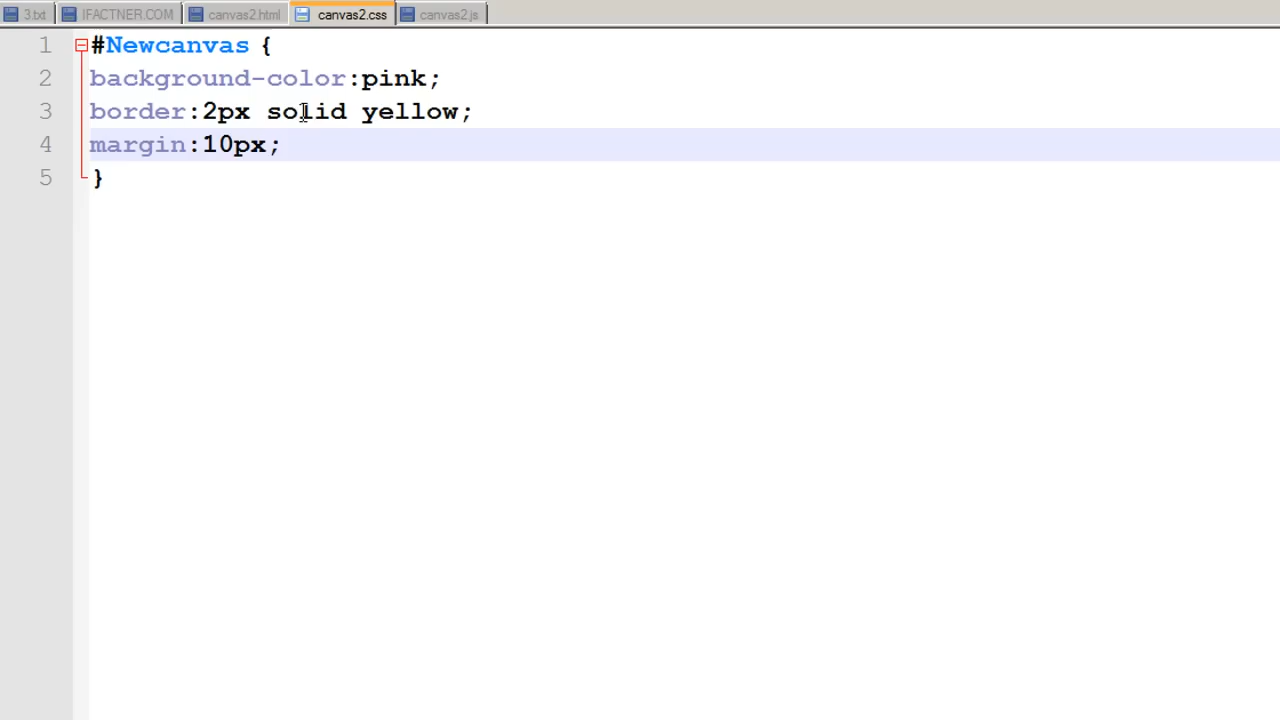 3.txt IFACTNER.COM canvas2.html canvas2.css canvas2.js
1 #Newcanvas {
2 background-color:pink;
3 border:2px solid yellow;
4 margin:10px;
5 }